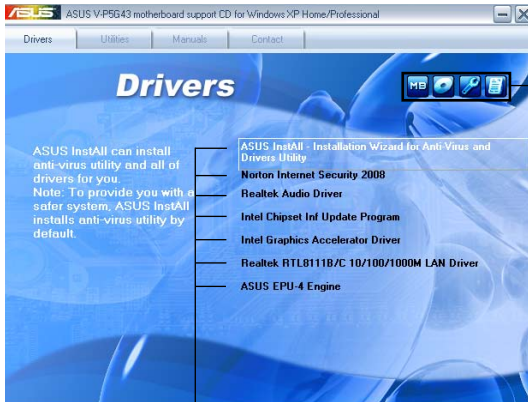 ASUS V-P5G43 motherboard support CD for Windows XP Home/Professional
Drivers
Utilities
Manuals
Contact
Drivers
MB
ASUS InstAll can install
anti-virus utility and all of
drivers for you.
Note: To provide you with a
safer system, ASUS InstAll
installs anti-virus utility by
default.
ASUS InstAll - Installation Wizard for Anti-Virus and
Drivers Utility
Norton Internet Security 2008
Realtek Audio Driver
Intel Chipset Inf Update Program
Intel Graphics Accelerator Driver
Realtek RTL8111B/C 10/100/1000M LAN Driver
ASUS EPU-4 Engine